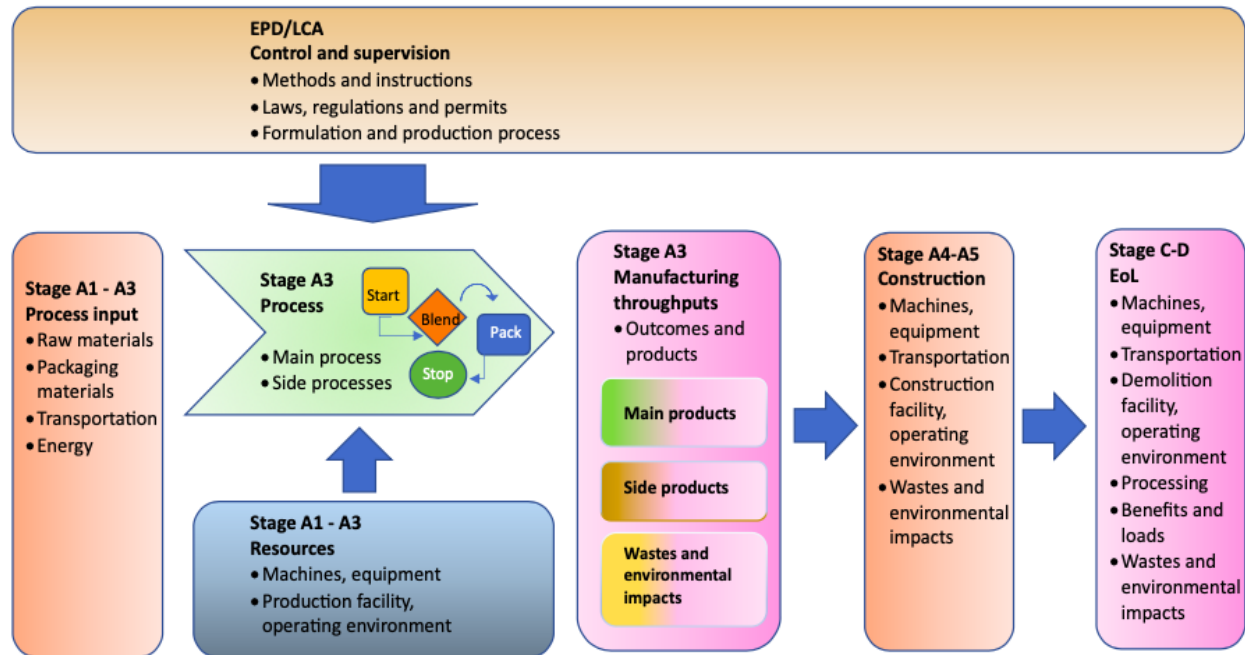 EPD/LCA
Control and supervision
• Methods and instructions
• Laws, regulations and permits
• Formulation and production process
Stage A1 - A3
Process input
• Raw materials
• Packaging
materials
• Transportation
• Energy
Stage A3
Process
• Main process
• Side processes
Start
Blend
Pack
Stop
Stage A1 - A3
Resources
• Machines, equipment
• Production facility,
operating environment
Stage A3
Manufacturing
throughputs
• Outcomes and
products
Main products
Side products
Wastes and
environmental
impacts
Stage A4-A5
Construction
• Machines,
equipment
• Transportation
• Construction
facility,
operating
environment
• Wastes and
environmental
impacts
Stage C-D
EoL
• Machines,
equipment
• Transportation
• Demolition
facility,
operating
environment
• Processing
• Benefits and
loads
• Wastes and
environmental
impacts